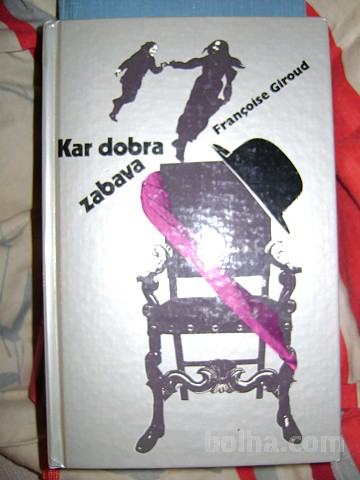 Françoise Giroud
Kar dobra
zabava
bolha.com